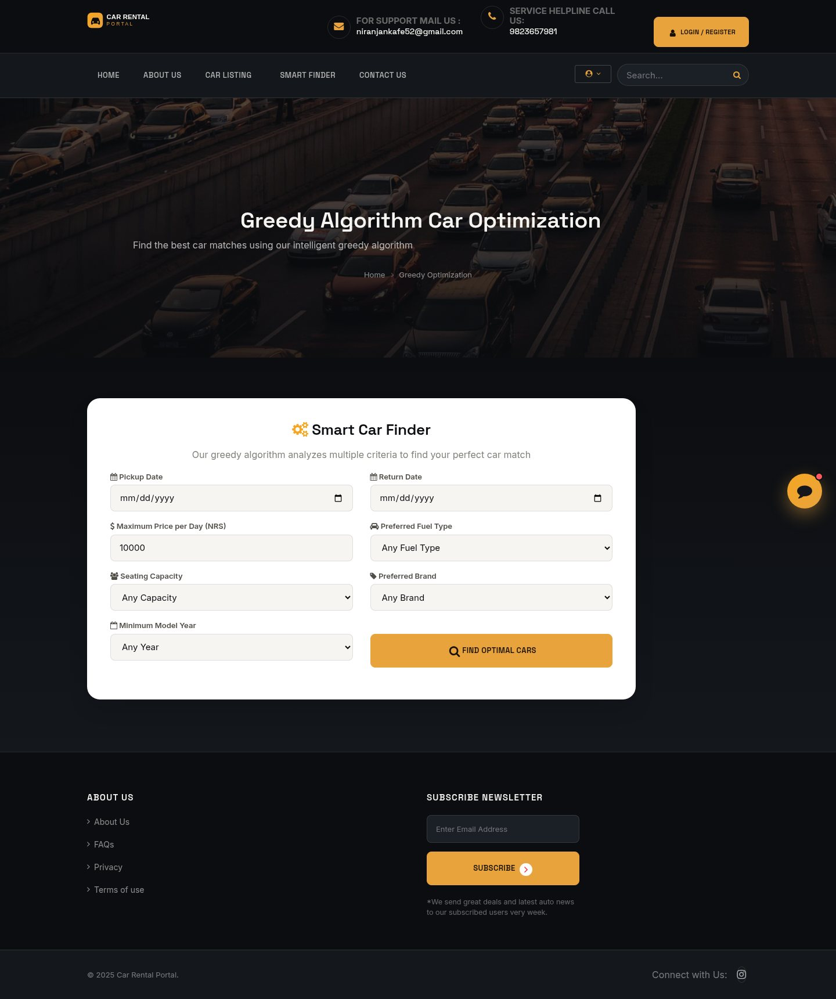 CAR RENTAL
PORTAL
FOR SUPPORT MAIL US :
niranjankafe52@gmail.com
SERVICE HELPLINE CALL
US:
9823657981
LOGIN / REGISTER
HOME
ABOUT US
CAR LISTING
SMART FINDER
CONTACT US
Search...
Greedy Algorithm Car Optimization
Find the best car matches using our intelligent greedy algorithm
Home > Greedy Optimization
Smart Car Finder
Our greedy algorithm analyzes multiple criteria to find your perfect car match
Pickup Date
mm/dd/yyyy
Return Date
mm/dd/yyyy
$ Maximum Price per Day (NRS)
10000
Preferred Fuel Type
Any Fuel Type
Seating Capacity
Any Capacity
Preferred Brand
Any Brand
Minimum Model Year
Any Year
FIND OPTIMAL CARS
ABOUT US
About Us
FAQs
Privacy
Terms of use
SUBSCRIBE NEWSLETTER
Enter Email Address
SUBSCRIBE
*We send great deals and latest auto news
to our subscribed users very week.
© 2025 Car Rental Portal.
Connect with Us: